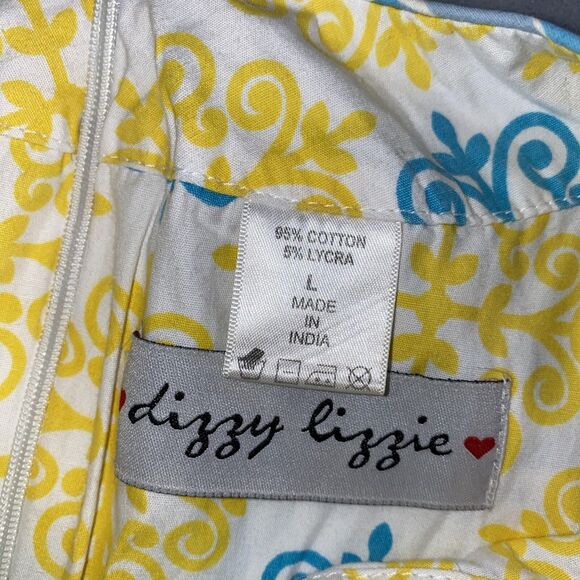 95% COTTON
5% LYCRA
L
MADE
IN
INDIA
dizzy lizzie